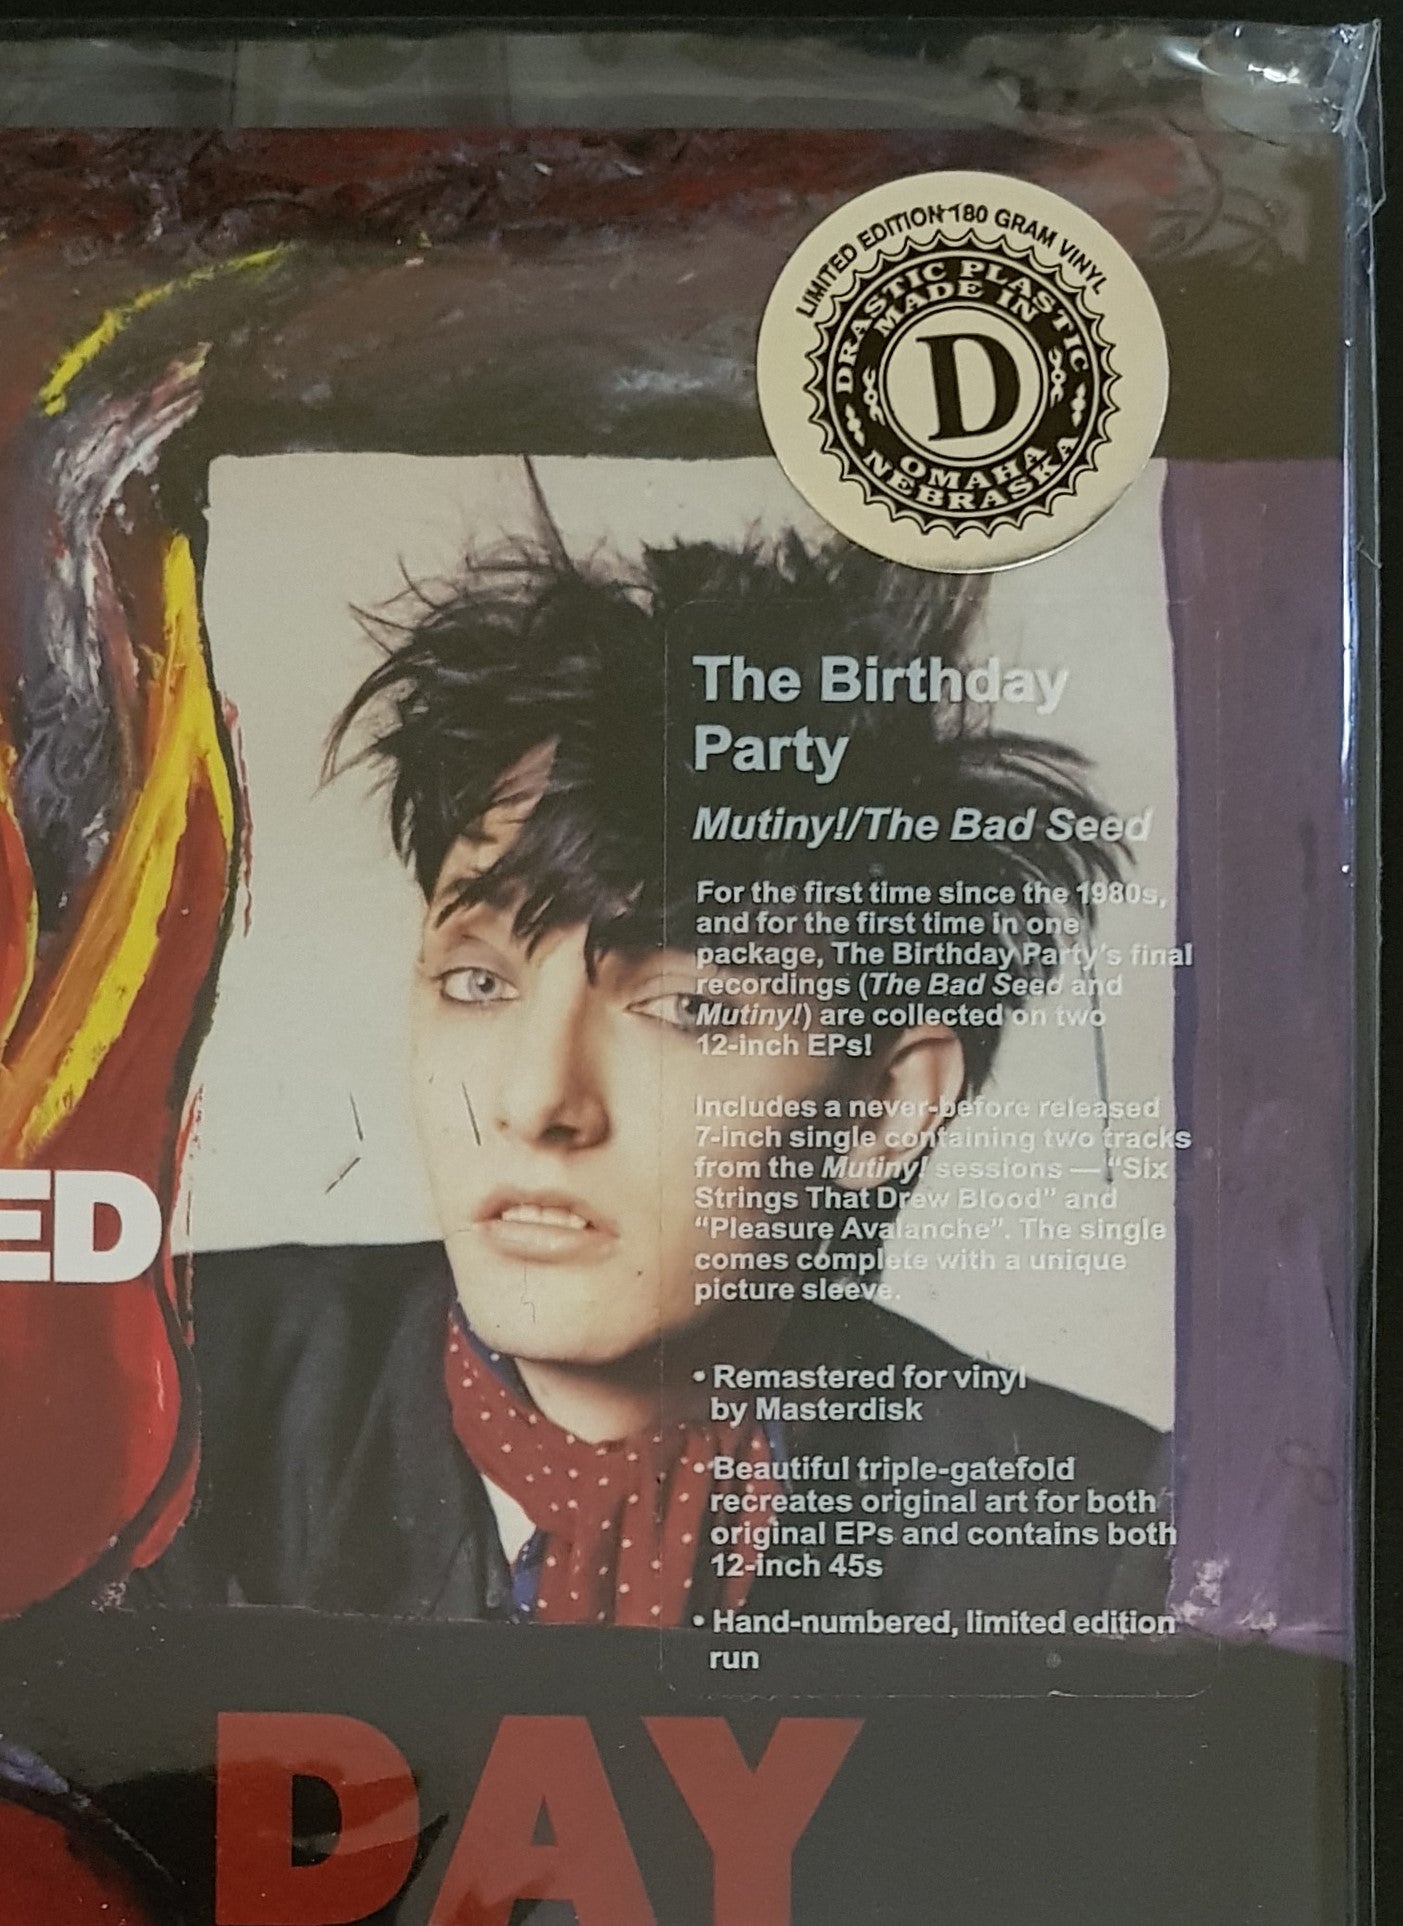 LIMITED EDITION 180 GRAM VINYL
DRASTIC PLASTIC
MADE IN
D
OMAHA
NEBRASKA
The Birthday
Party
Mutiny!/The Bad Seed
For the first time since the 1980s,
and for the first time in one
package, The Birthday Party's final
recordings (The Bad Seed and
Mutiny!) are collected on two
12-inch EPs!
Includes a never-before released
7-inch single containing two tracks
from the Mutiny! sessions — “Six
Strings That Drew Blood” and
“Pleasure Avalanche”. The single
comes complete with a unique
picture sleeve.
• Remastered for vinyl
by Masterdisk
• Beautiful triple-gatefold
recreates original art for both
original EPs and contains both
12-inch 45s
• Hand-numbered, limited edition
run
ED
DAY